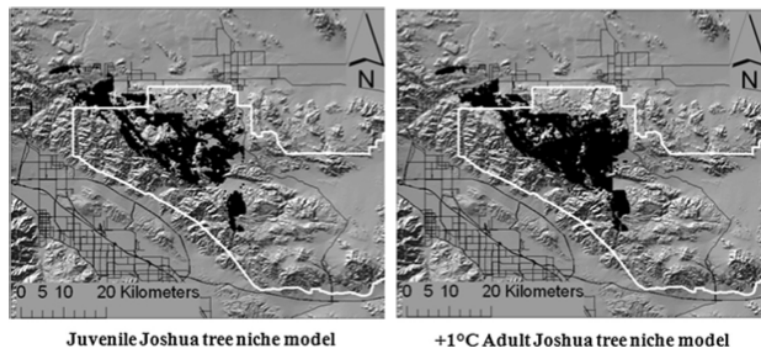 N
N
0 5 10 20 Kilometers
0 5 10 20 Kilometers
Juvenile Joshua tree niche model
+1°C Adult Joshua tree niche model